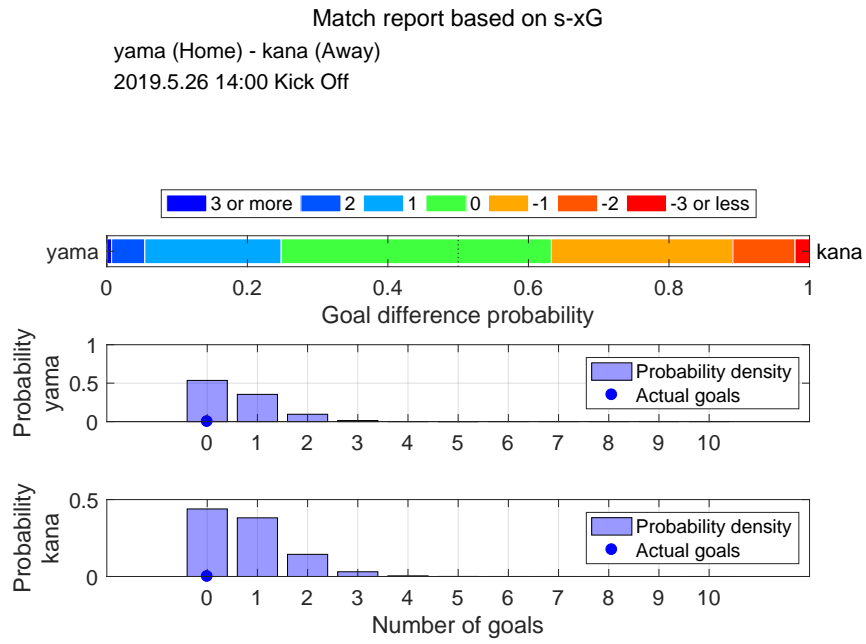 Match report based on s-xG
yama (Home) - kana (Away)
2019.5.26 14:00 Kick Off
3 or more 2 1 0 -1 -2 -3 or less
yama kana
0 0.2 0.4 0.6 0.8 1
Goal difference probability
Probability
yama
1
0.5
0
Probability density
Actual goals
0 1 2 3 4 5 6 7 8 9 10
Probability
kana
0.5
0
Probability density
Actual goals
0 1 2 3 4 5 6 7 8 9 10
Number of goals